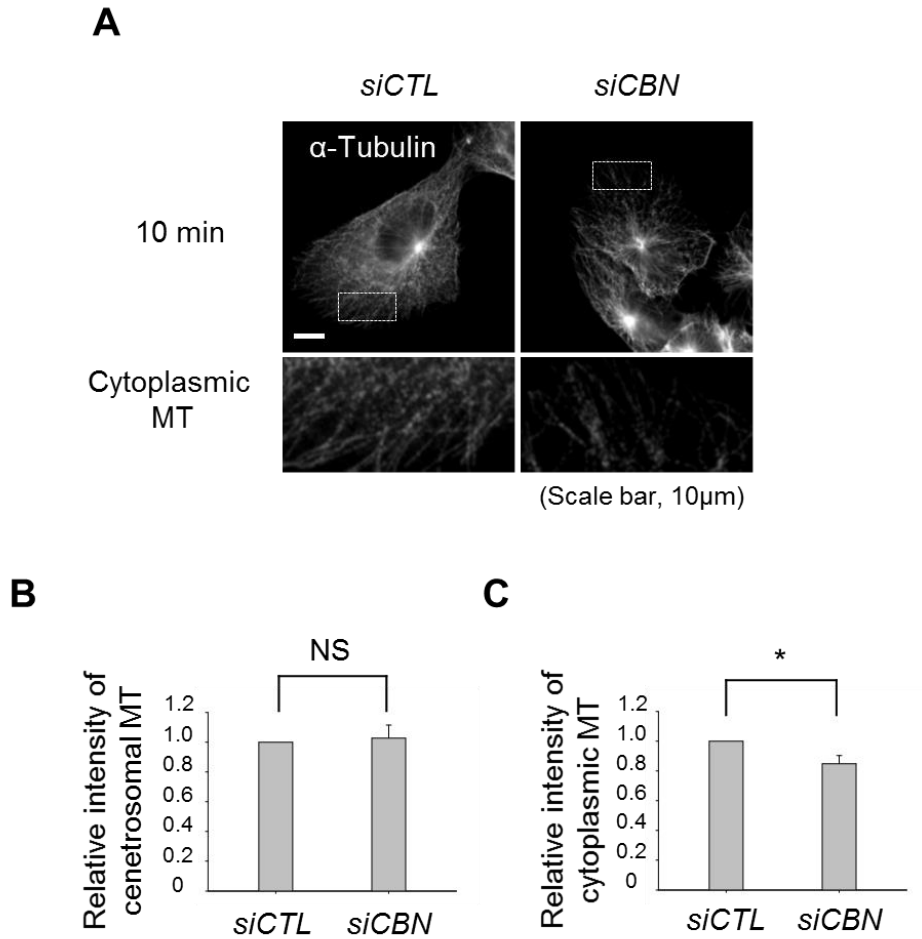 A
siCTL
siCBN
α-Tubulin
10 min
Cytoplasmic
MT
(Scale bar, 10μm)
B
C
NS
*
Relative intensity of
cenetrosomal MT
1.2
1.0
0.8
0.6
0.4
0.2
0
siCTL
siCBN
Relative intensity of
cytoplasmic MT
1.2
1.0
0.8
0.6
0.4
0.2
0
siCTL
siCBN